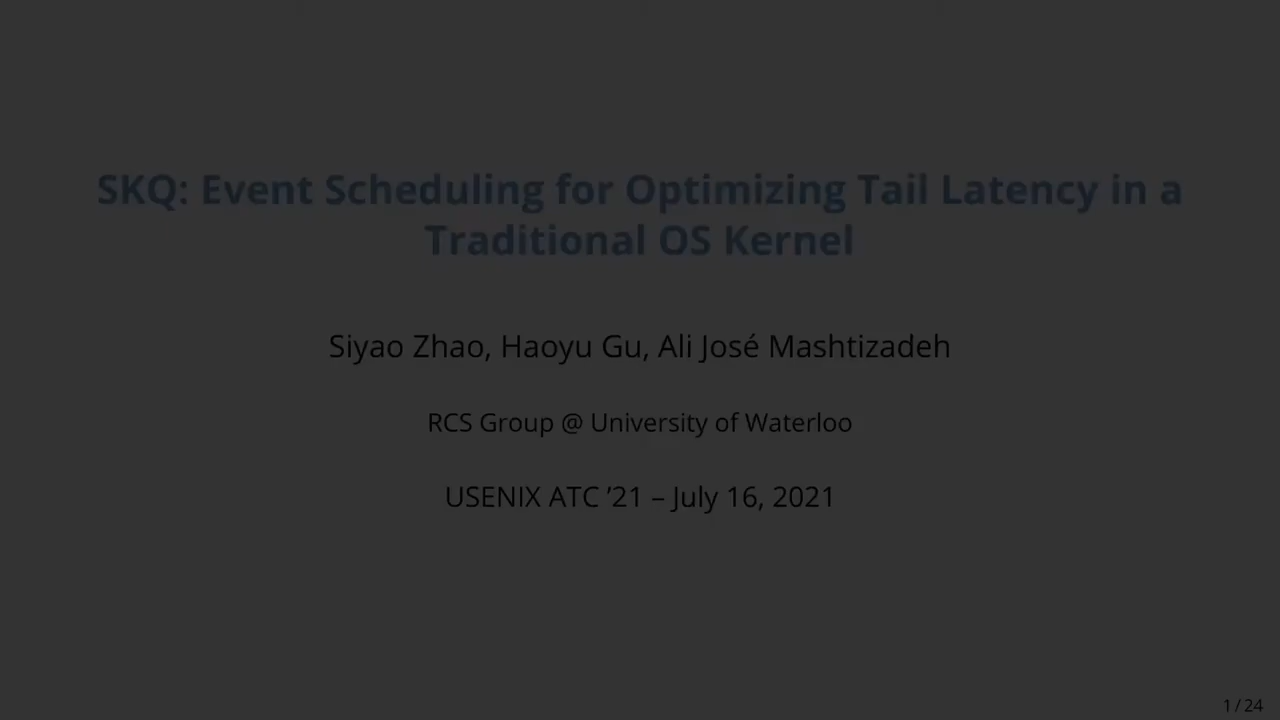 SKQ: Event Scheduling for Optimizing Tail Latency in a
Traditional OS Kernel
Siyao Zhao, Haoyu Gu, Ali José Mashtizadeh
RCS Group @ University of Waterloo
USENIX ATC ’21 – July 16, 2021
1 / 24